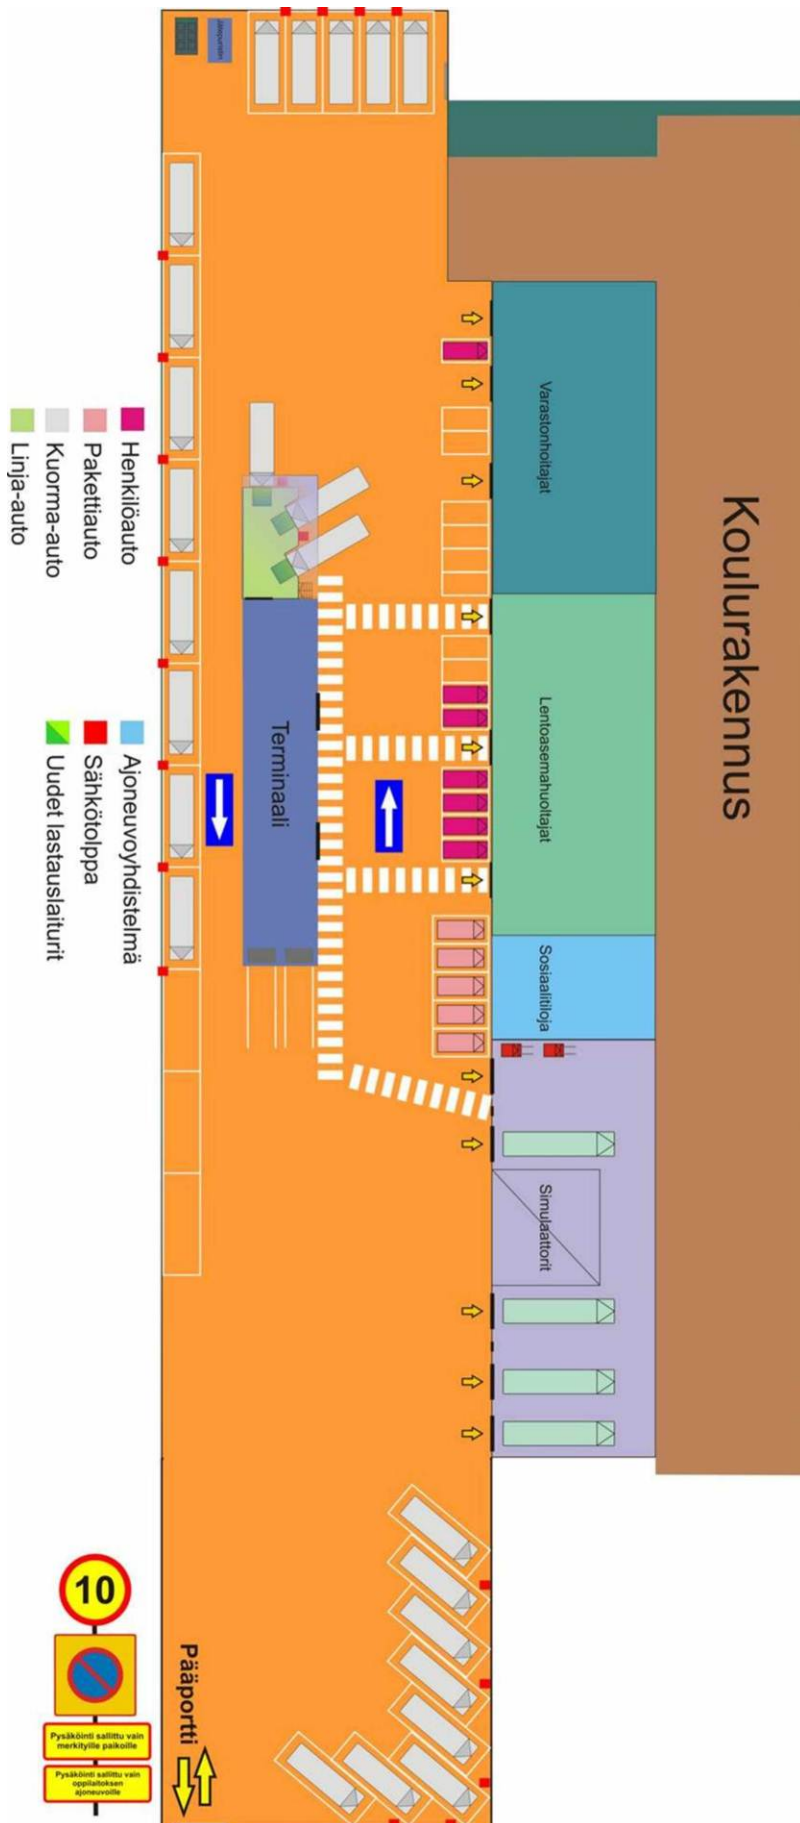 Jätepuristin
Koulurakennus
Varastonhoitajat
Lentoasemahuoltajat
Sosiaalitiloja
Simulaattorit
Terminaali
Henkilöauto
Pakettiauto
Kuorma-auto
Linja-auto
Ajoneuvoyhdistelmä
Sähkötolppa
Uudet lastauslaiturit
Pääportti
10
Pysäköinti sallittu vain
merkityille paikoille
Pysäköinti sallittu vain
oppilaitoksen
ajoneuvoille